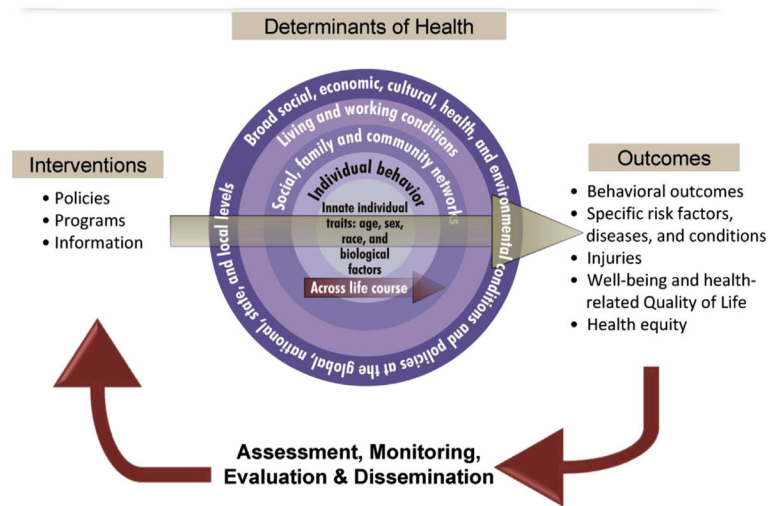 Determinants of Health
Interventions
• Policies
• Programs
• Information
Broad social, economic, cultural, health, and environmental conditions and policies at the global, national, state, and local levels
Living and working conditions
Social, family and community networks
Individual behavior
Innate individual
traits: age, sex,
race, and
biological
factors
Across life course
Outcomes
• Behavioral outcomes
• Specific risk factors,
diseases, and conditions
• Injuries
• Well-being and health-
related Quality of Life
• Health equity
Assessment, Monitoring,
Evaluation & Dissemination